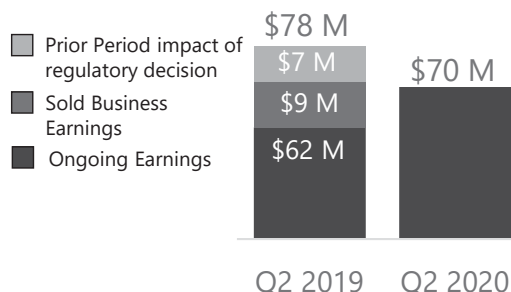 $78 M
Prior Period impact of
regulatory decision
$7 M
$70 M
Sold Business
Earnings
$9 M
Ongoing Earnings
$62 M
Q2 2019
Q2 2020